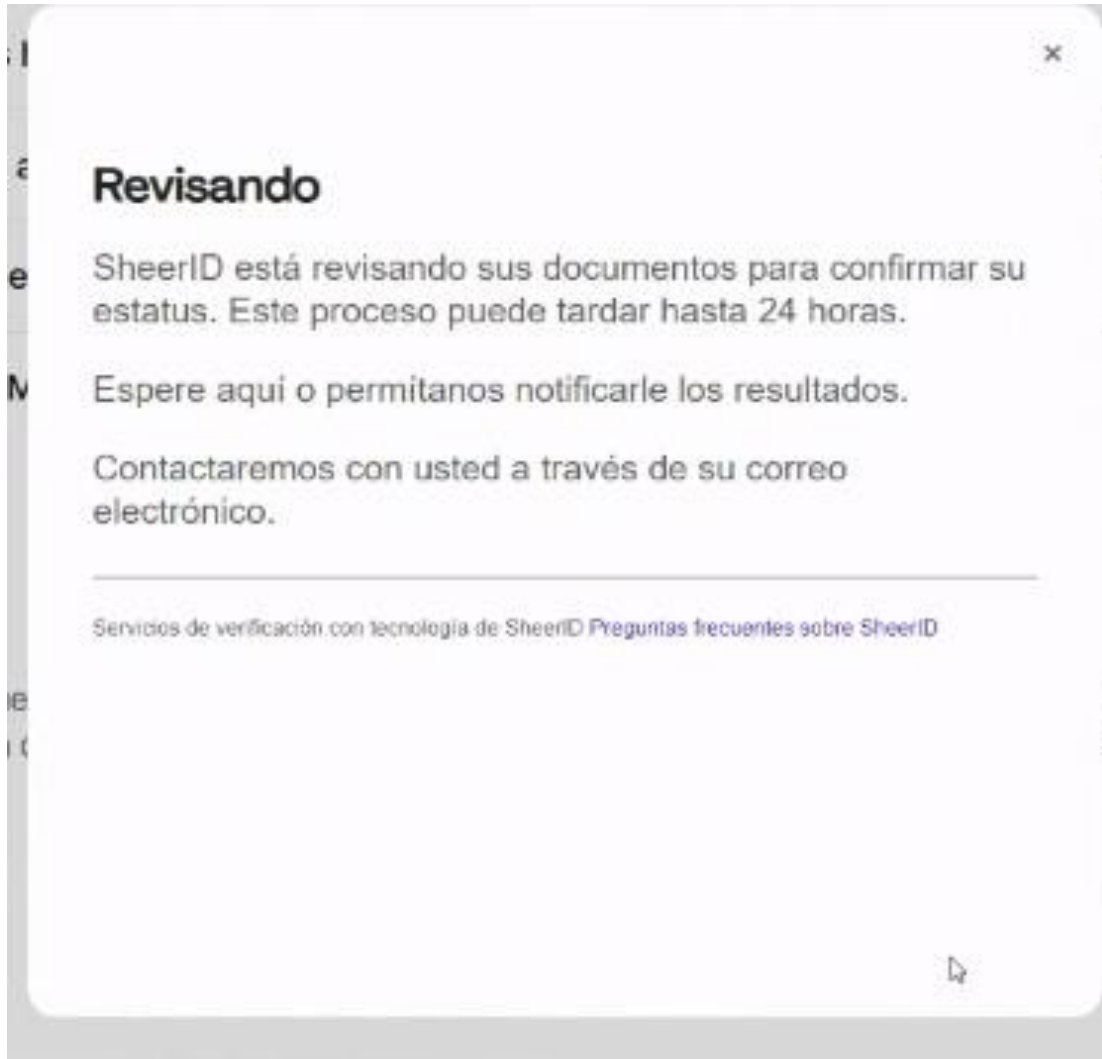 Revisando
SheerID está revisando sus documentos para confirmar su
estatus. Este proceso puede tardar hasta 24 horas.
Espere aquí o permítanos notificarle los resultados.
Contactaremos con usted a través de su correo
electrónico.
Servicios de verificación con tecnología de SheerID Preguntas frecuentes sobre SheerID